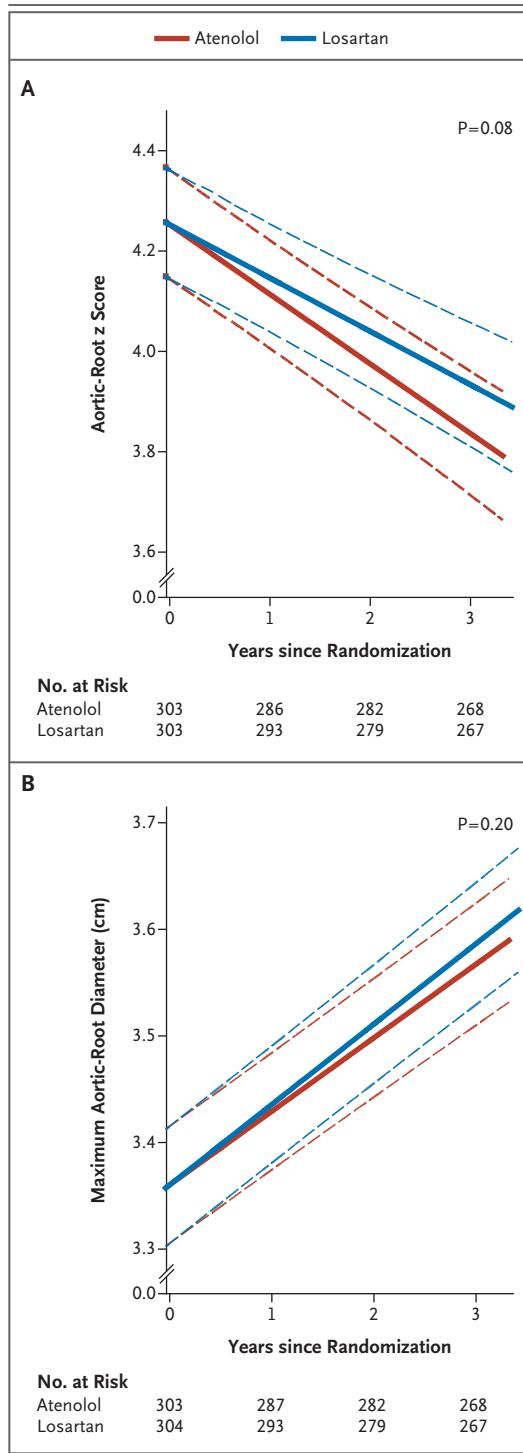 Atenolol Losartan
A
P=0.08
4.4
4.2
4.0
3.8
3.6
0.0
Aortic-Root z Score
0 1 2 3
Years since Randomization
No. at Risk
Atenolol 303 286 282 268
Losartan 303 293 279 267
B
P=0.20
3.7
3.6
3.5
3.4
3.3
0.0
Maximum Aortic-Root Diameter (cm)
0 1 2 3
Years since Randomization
No. at Risk
Atenolol 303 287 282 268
Losartan 304 293 279 267